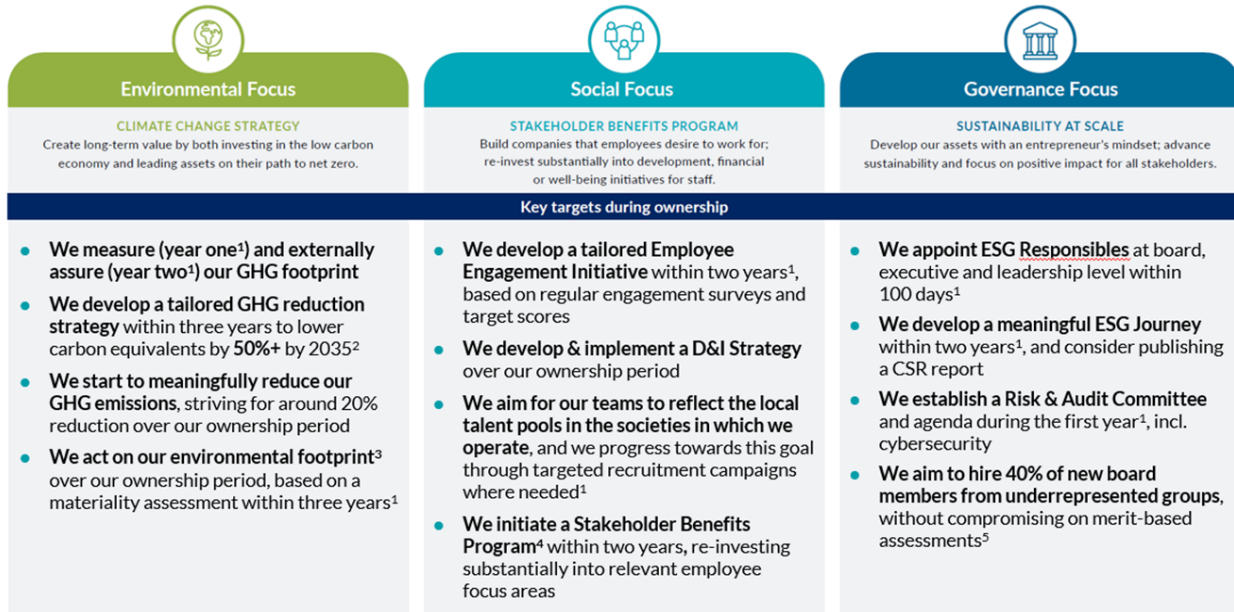 Environmental Focus
CLIMATE CHANGE STRATEGY
Create long-term value by both investing in the low carbon
economy and leading assets on their path to net zero.
Social Focus
STAKEHOLDER BENEFITS PROGRAM
Build companies that employees desire to work for;
re-invest substantially into development, financial
or well-being initiatives for staff.
Governance Focus
SUSTAINABILITY AT SCALE
Develop our assets with an entrepreneur's mindset; advance
sustainability and focus on positive impact for all stakeholders.
Key targets during ownership
• We measure (year one¹) and externally
assure (year two¹) our GHG footprint
• We develop a tailored GHG reduction
strategy within three years to lower
carbon equivalents by 50%+ by 2035²
• We start to meaningfully reduce our
GHG emissions, striving for around 20%
reduction over our ownership period
• We act on our environmental footprint³
over our ownership period, based on a
materiality assessment within three years¹
• We develop a tailored Employee
Engagement Initiative within two years¹,
based on regular engagement surveys and
target scores
• We develop & implement a D&I Strategy
over our ownership period
• We aim for our teams to reflect the local
talent pools in the societies in which we
operate, and we progress towards this goal
through targeted recruitment campaigns
where needed¹
• We initiate a Stakeholder Benefits
Program⁴ within two years, re-investing
substantially into relevant employee
focus areas
• We appoint ESG Responsibles at board,
executive and leadership level within
100 days¹
• We develop a meaningful ESG Journey
within two years¹, and consider publishing
a CSR report
• We establish a Risk & Audit Committee
and agenda during the first year¹, incl.
cybersecurity
• We aim to hire 40% of new board
members from underrepresented groups,
without compromising on merit-based
assessments⁵